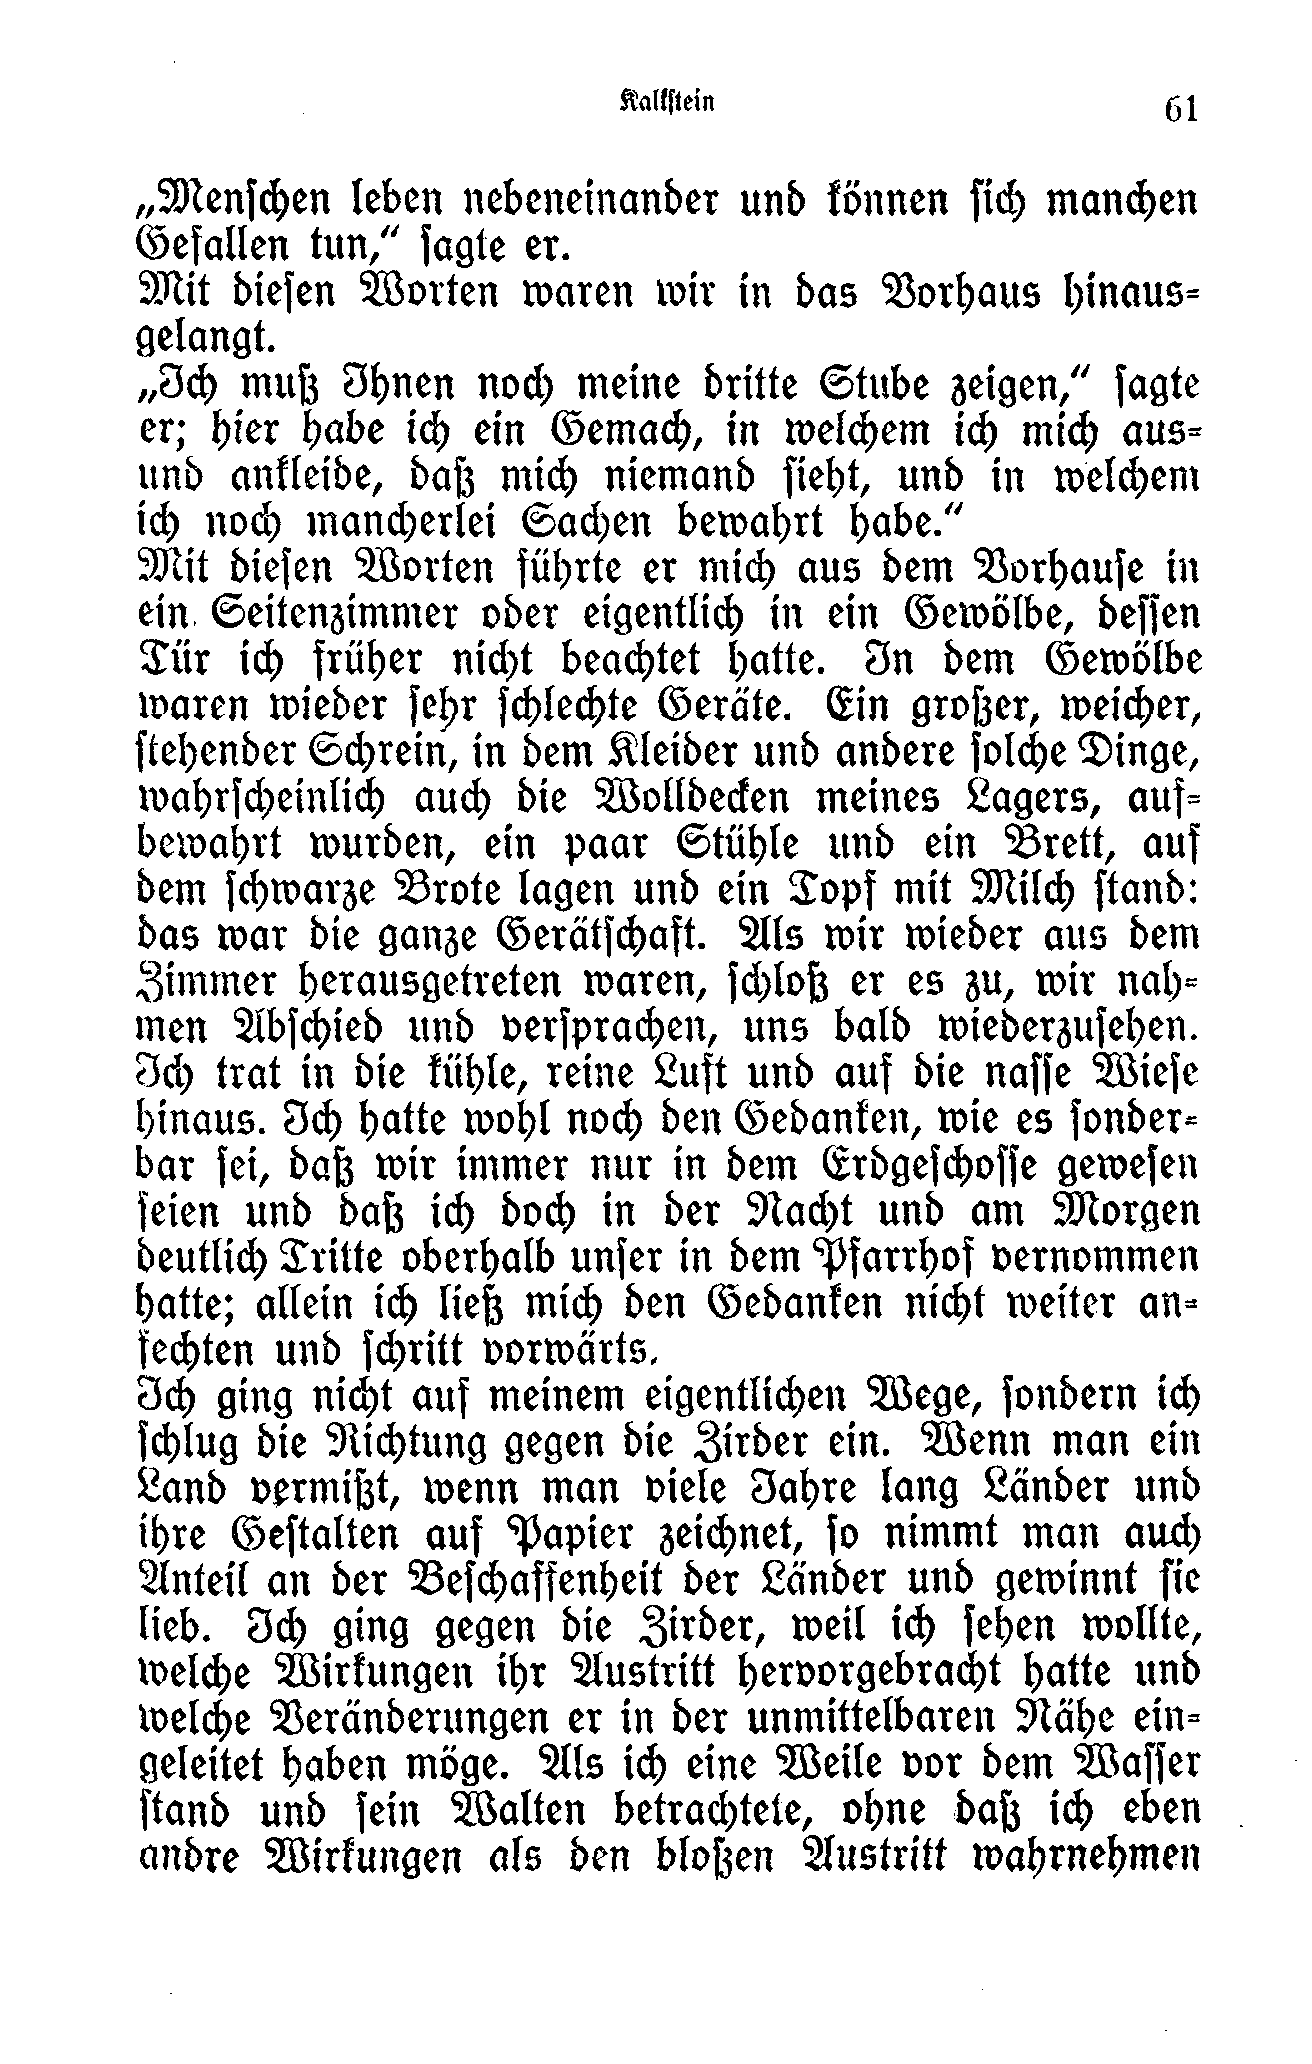 Kalkstein 61
„Menschen leben nebeneinander und können sich manchen
Gefallen tun,“ sagte er.
Mit diesen Worten waren wir in das Vorhaus hinaus-
gelangt.
„Ich muß Ihnen noch meine dritte Stube zeigen,“ sagte
er; hier habe ich ein Gemach, in welchem ich mich aus-
und ankleide, daß mich niemand sieht, und in welchem
ich noch mancherlei Sachen bewahrt habe.“
Mit diesen Worten führte er mich aus dem Vorhause in
ein Seitenzimmer oder eigentlich in ein Gewölbe, dessen
Tür ich früher nicht beachtet hatte. In dem Gewölbe
waren wieder sehr schlechte Geräte. Ein großer, weicher,
stehender Schrein, in dem Kleider und andere solche Dinge,
wahrscheinlich auch die Wolldecken meines Lagers, auf-
bewahrt wurden, ein paar Stühle und ein Brett, auf
dem schwarze Brote lagen und ein Topf mit Milch stand:
das war die ganze Gerätschaft. Als wir wieder aus dem
Zimmer herausgetreten waren, schloß er es zu, wir nah-
men Abschied und versprachen, uns bald wiederzusehen.
Ich trat in die kühle, reine Luft und auf die nasse Wiese
hinaus. Ich hatte wohl noch den Gedanken, wie es sonder-
bar sei, daß wir immer nur in dem Erdgeschosse gewesen
seien und daß ich doch in der Nacht und am Morgen
deutlich Tritte oberhalb unser in dem Pfarrhof vernommen
hatte; allein ich ließ mich den Gedanken nicht weiter an-
fechten und schritt vorwärts.
Ich ging nicht auf meinem eigentlichen Wege, sondern ich
schlug die Richtung gegen die Zirder ein. Wenn man ein
Land vermißt, wenn man viele Jahre lang Länder und
ihre Gestalten auf Papier zeichnet, so nimmt man auch
Anteil an der Beschaffenheit der Länder und gewinnt sie
lieb. Ich ging gegen die Zirder, weil ich sehen wollte,
welche Wirkungen ihr Austritt hervorgebracht hatte und
welche Veränderungen er in der unmittelbaren Nähe ein-
geleitet haben möge. Als ich eine Weile vor dem Wasser
stand und sein Walten betrachtete, ohne daß ich eben
andre Wirkungen als den bloßen Austritt wahrnehmen